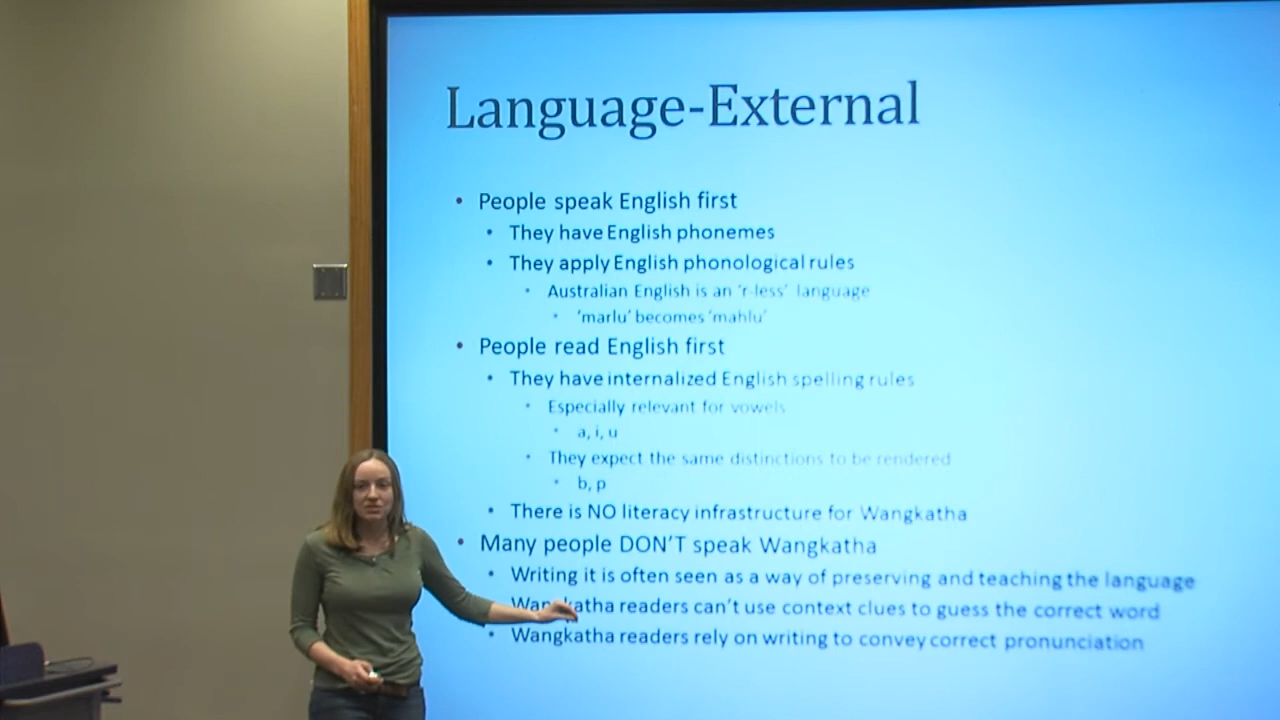 Language-External
• People speak English first
• They have English phonemes
• They apply English phonological rules
• Australian English is an 'r-less' language
• 'marlu' becomes 'mahlu'
• People read English first
• They have internalized English spelling rules
• Especially relevant for vowels
• a, i, u
• They expect the same distinctions to be rendered
• b, p
• There is NO literacy infrastructure for Wangkatha
• Many people DON'T speak Wangkatha
• Writing it is often seen as a way of preserving and teaching the language
Wangkatha readers can't use context clues to guess the correct word
• Wangkatha readers rely on writing to convey correct pronunciation